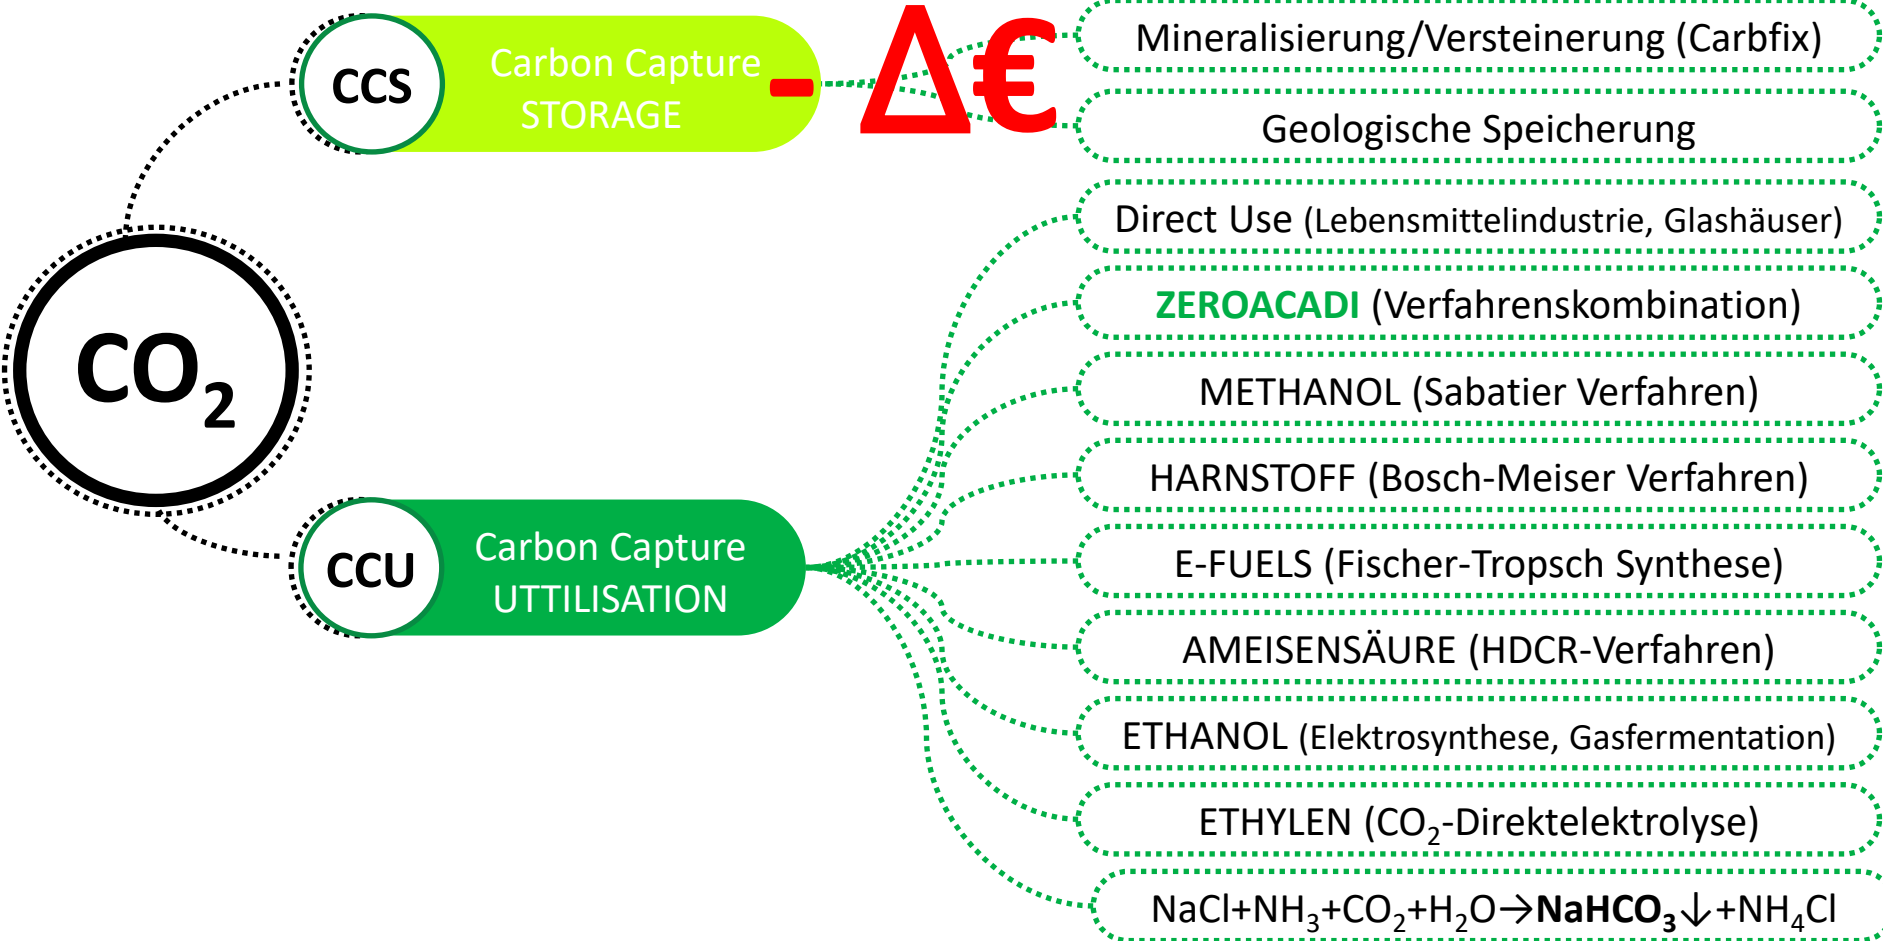 CO₂
CCS
Carbon Capture
STORAGE
- Δ€
Mineralisierung/Versteinerung (Carbfix)
Geologische Speicherung
CCU
Carbon Capture
UTTILISATION
Direct Use (Lebensmittelindustrie, Glashäuser)
ZEROACADI (Verfahrenskombination)
METHANOL (Sabatier Verfahren)
HARNSTOFF (Bosch-Meiser Verfahren)
E-FUELS (Fischer-Tropsch Synthese)
AMEISENSÄURE (HDCR-Verfahren)
ETHANOL (Elektrosynthese, Gasfermentation)
ETHYLEN (CO₂-Direktelektrolyse)
NaCl+NH₃+CO₂+H₂O→NaHCO₃↓+NH₄Cl